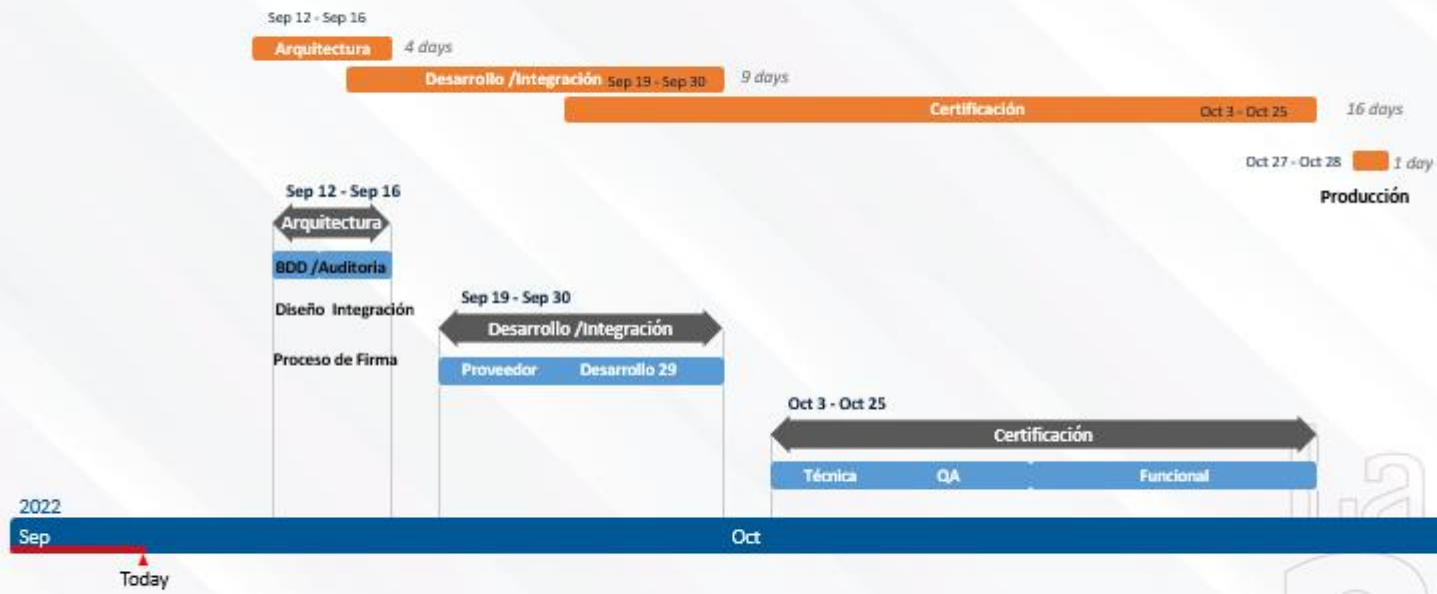 Sep 12 - Sep 16
Arquitectura 4 days
Desarrollo /Integración Sep 19 - Sep 30 9 days
Certificación Oct 3 - Oct 25 16 days
Oct 27 - Oct 28 1 day
Producción
Sep 12 - Sep 16
Arquitectura
BDD /Auditoria
Diseño Integración
Proceso de Firma
Sep 19 - Sep 30
Desarrollo /Integración
Proveedor Desarrollo 29
Oct 3 - Oct 25
Certificación
Técnica QA Funcional
2022
Sep Oct
Today